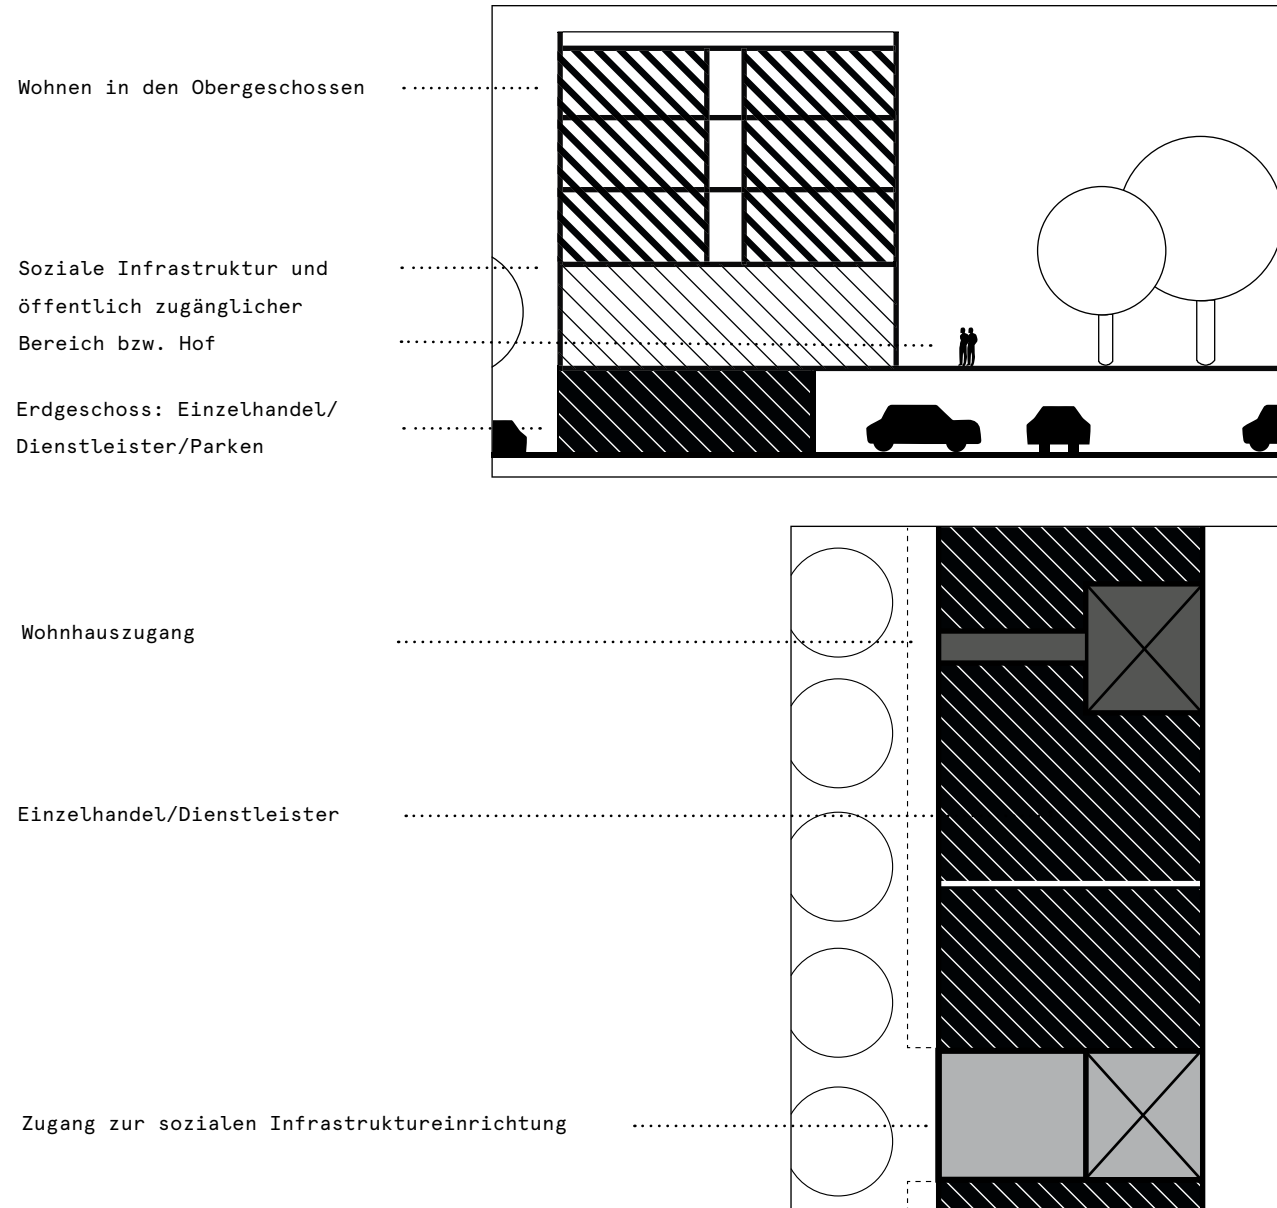 Wohnen in den Obergeschossen
Soziale Infrastruktur und
öffentlich zugänglicher
Bereich bzw. Hof
Erdgeschoss: Einzelhandel/
Dienstleister/Parken
Wohnhauszugang
Einzelhandel/Dienstleister
Zugang zur sozialen Infrastruktureinrichtung